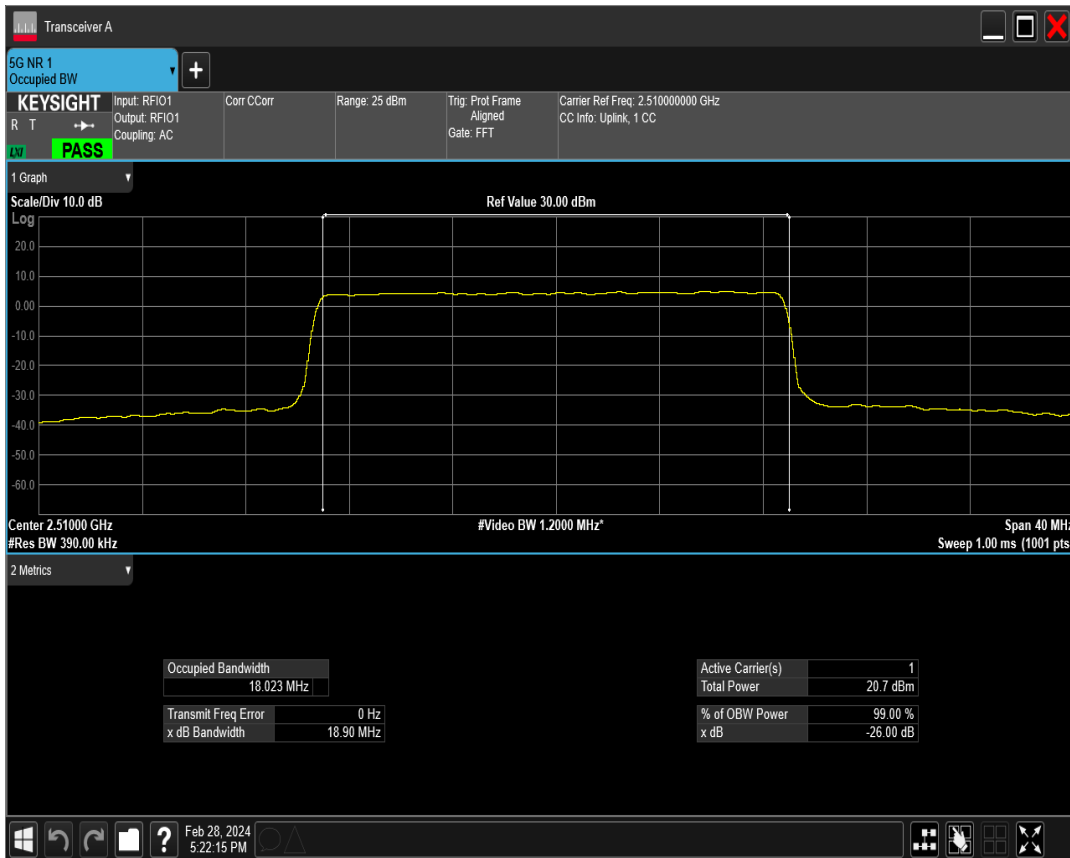 Transceiver A
5G NR 1
Occupied BW
+
KEYSIGHT
R T
LXI
PASS
Input: RFIO1
Output: RFIO1
Coupling: AC
Corr CCorr
Range: 25 dBm
Trig: Prot Frame
Aligned
Gate: FFT
Carrier Ref Freq: 2.510000000 GHz
CC Info: Uplink, 1 CC
1 Graph
Scale/Div 10.0 dB
Ref Value 30.00 dBm
Log
20.0
10.0
0.00
-10.0
-20.0
-30.0
-40.0
-50.0
-60.0
Center 2.51000 GHz
#Video BW 1.2000 MHz*
Span 40 MHz
#Res BW 390.00 kHz
Sweep 1.00 ms (1001 pts
2 Metrics
Occupied Bandwidth
18.023 MHz
Transmit Freq Error 0 Hz
x dB Bandwidth 18.90 MHz
Active Carrier(s) 1
Total Power 20.7 dBm
% of OBW Power 99.00 %
x dB -26.00 dB
?
Feb 28, 2024
5:22:15 PM